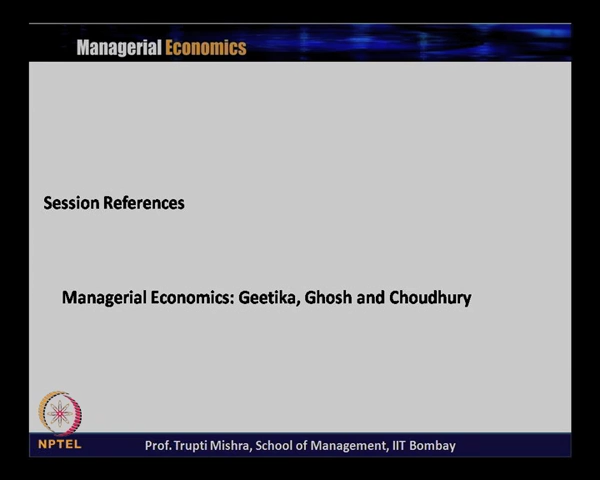 Managerial Economics
Session References
Managerial Economics: Geetika, Ghosh and Choudhury
NPTEL
Prof. Trupti Mishra, School of Management, IIT Bombay